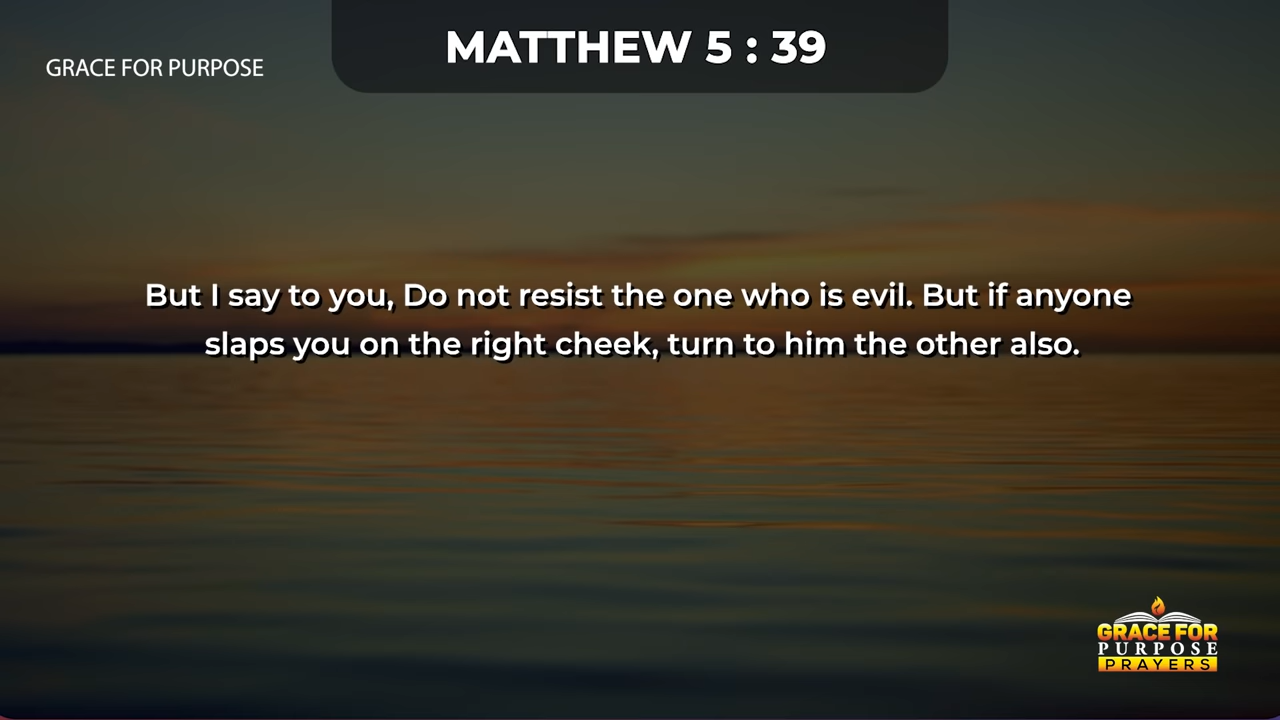 MATTHEW 5 : 39
GRACE FOR PURPOSE
But I say to you, Do not resist the one who is evil. But if anyone
slaps you on the right cheek, turn to him the other also.
GRACE FOR
PURPOSE
PRAYERS